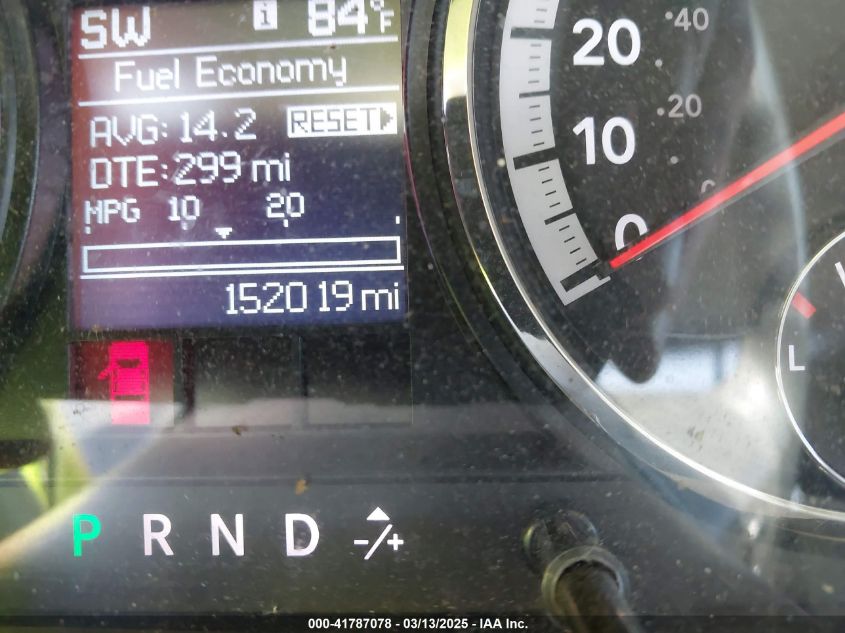 SW i 84°F
Fuel Economy
AVG: 14.2 RESET
DTE: 299 mi
MPG 10 20
152019 mi
20 40
10 20
0 0
L
P R N D -/+
000-41787078 - 03/13/2025 - IAA Inc.